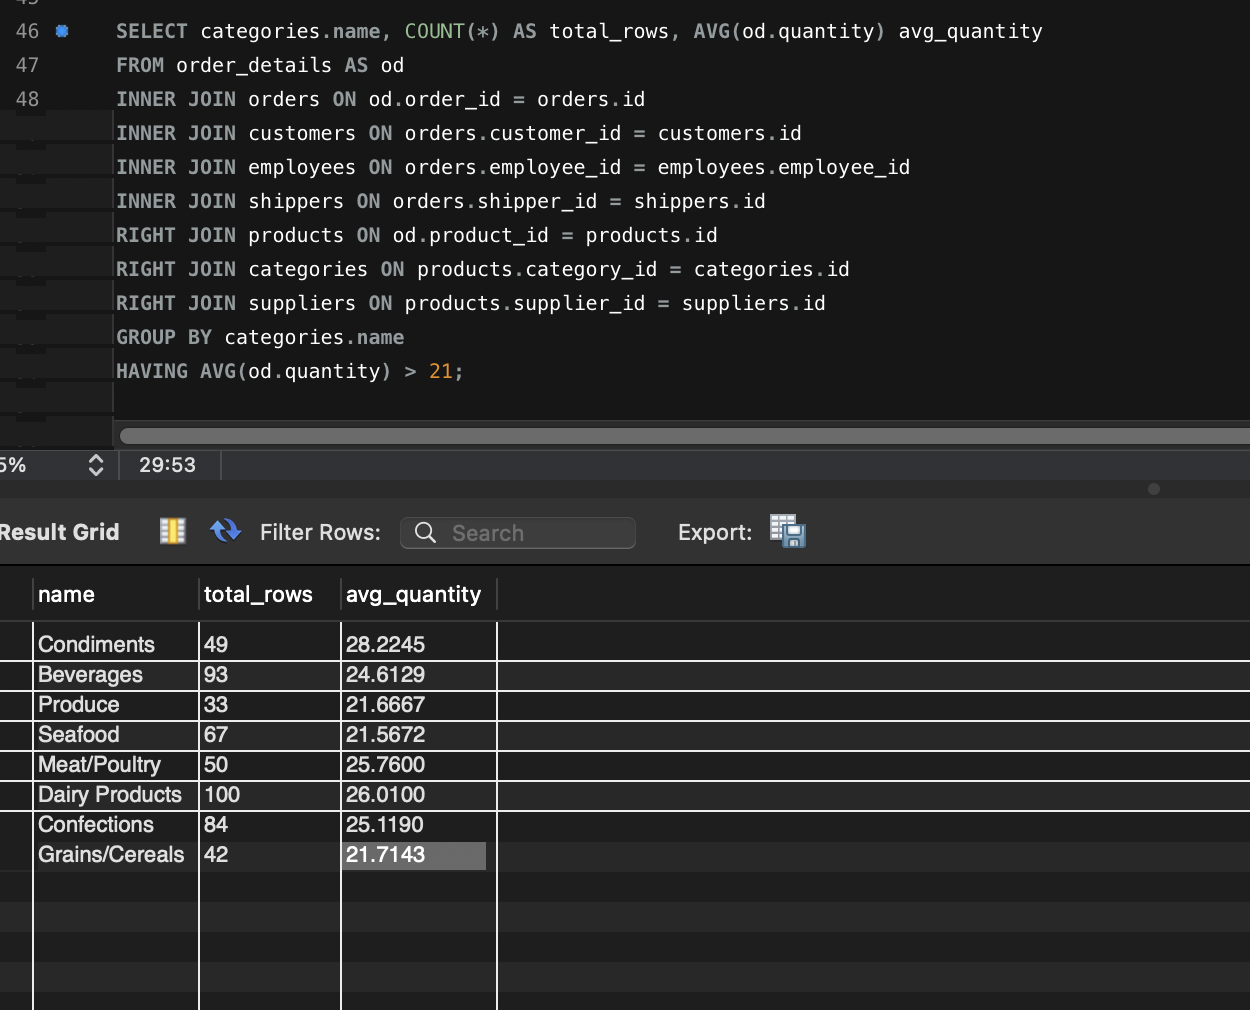 46 SELECT categories.name, COUNT(*) AS total_rows, AVG(od.quantity) avg_quantity
47 FROM order_details AS od
48 INNER JOIN orders ON od.order_id = orders.id
INNER JOIN customers ON orders.customer_id = customers.id
INNER JOIN employees ON orders.employee_id = employees.employee_id
INNER JOIN shippers ON orders.shipper_id = shippers.id
RIGHT JOIN products ON od.product_id = products.id
RIGHT JOIN categories ON products.category_id = categories.id
RIGHT JOIN suppliers ON products.supplier_id = suppliers.id
GROUP BY categories.name
HAVING AVG(od.quantity) > 21;
5% 29:53
Result Grid Filter Rows: Search Export:
name total_rows avg_quantity
Condiments 49 28.2245
Beverages 93 24.6129
Produce 33 21.6667
Seafood 67 21.5672
Meat/Poultry 50 25.7600
Dairy Products 100 26.0100
Confections 84 25.1190
Grains/Cereals 42 21.7143